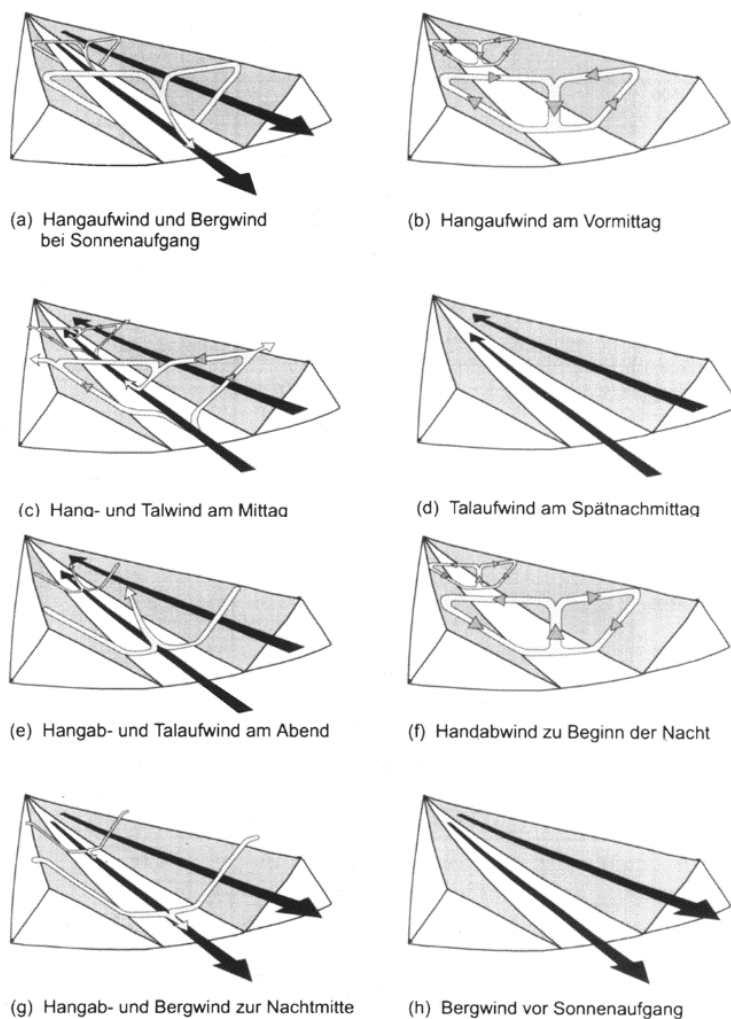 (a) Hangaufwind und Bergwind
bei Sonnenaufgang
(b) Hangaufwind am Vormittag
(c) Hang- und Talwind am Mittag
(d) Talaufwind am Spätnachmittag
(e) Hangab- und Talaufwind am Abend
(f) Handabwind zu Beginn der Nacht
(g) Hangab- und Bergwind zur Nachtmitte
(h) Bergwind vor Sonnenaufgang